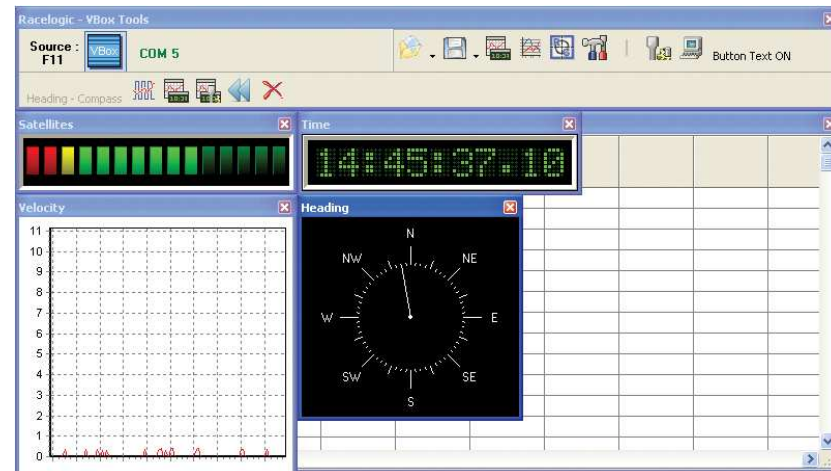 Racelogic - VBox Tools
Source :
F11
VBox
COM 5
Button Text ON
Heading - Compass
Satellites
Time
14:45:37.10
Velocity
Heading
11
10
9
8
7
6
5
4
3
2
1
0
N
NW
NE
W
E
SW
SE
S